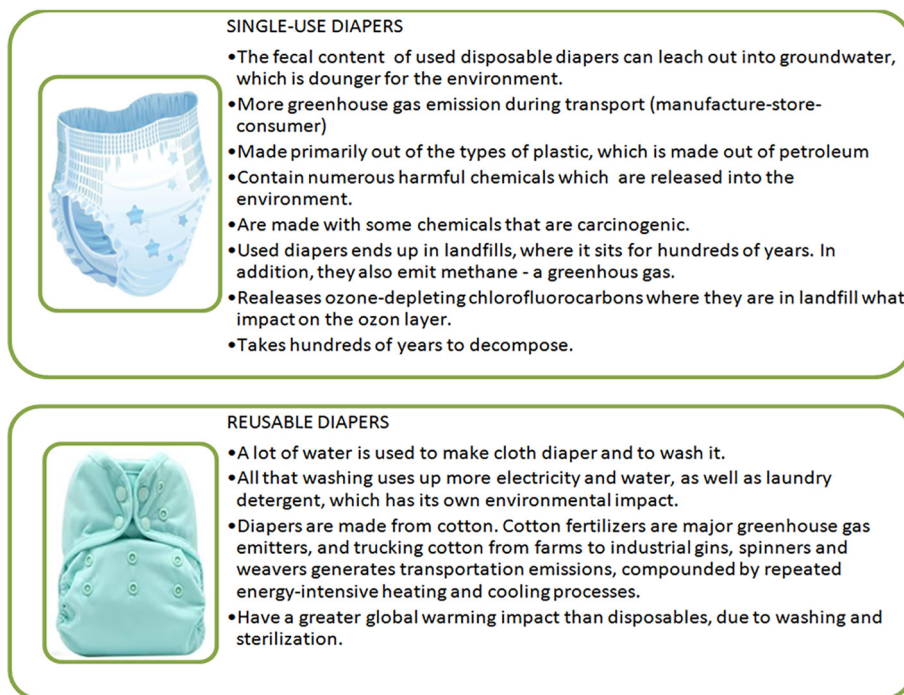 SINGLE-USE DIAPERS
•The fecal content of used disposable diapers can leach out into groundwater,
which is dounger for the environment.
•More greenhouse gas emission during transport (manufacture-store-
consumer)
•Made primarily out of the types of plastic, which is made out of petroleum
•Contain numerous harmful chemicals which are released into the
environment.
•Are made with some chemicals that are carcinogenic.
•Used diapers ends up in landfills, where it sits for hundreds of years. In
addition, they also emit methane - a greenhous gas.
•Realeases ozone-depleting chlorofluorocarbons where they are in landfill what
impact on the ozon layer.
•Takes hundreds of years to decompose.
REUSABLE DIAPERS
•A lot of water is used to make cloth diaper and to wash it.
•All that washing uses up more electricity and water, as well as laundry
detergent, which has its own environmental impact.
•Diapers are made from cotton. Cotton fertilizers are major greenhouse gas
emitters, and trucking cotton from farms to industrial gins, spinners and
weavers generates transportation emissions, compounded by repeated
energy-intensive heating and cooling processes.
•Have a greater global warming impact than disposables, due to washing and
sterilization.